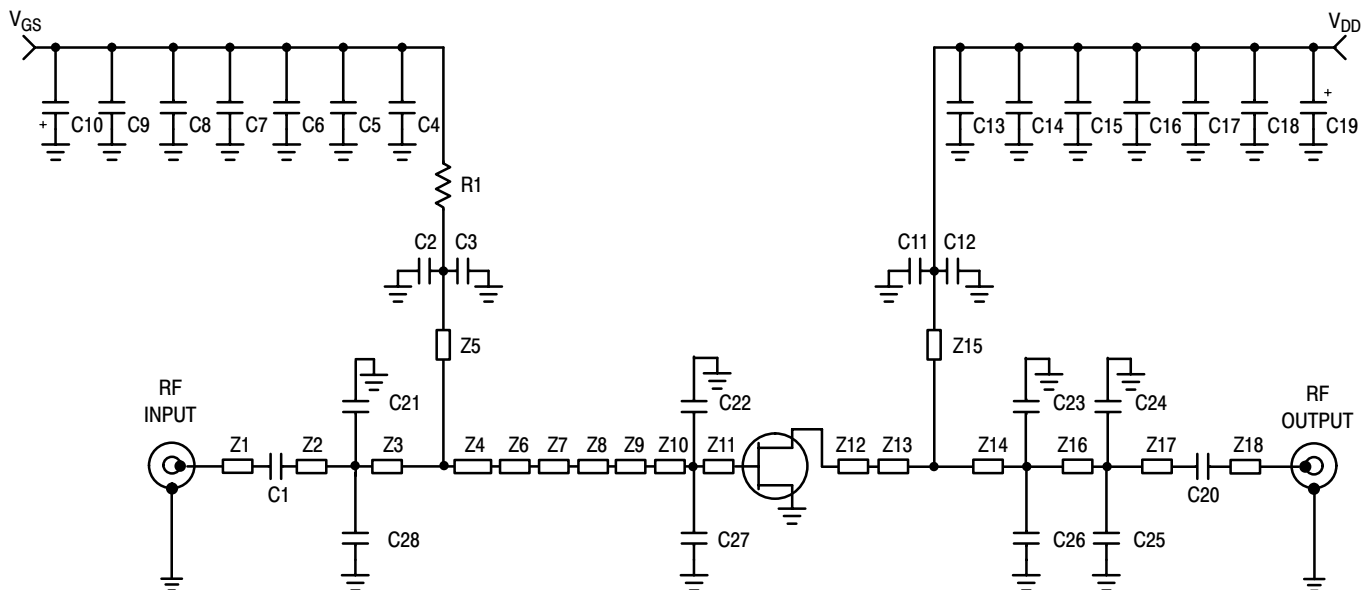 VGS
VDD
+ C10 C9 C8 C7 C6 C5 C4
C13 C14 C15 C16 C17 C18 + C19
R1
C2 C3
C11 C12
Z5
Z15
RF
INPUT
C21
C22
C23
C24
RF
OUTPUT
Z1 Z2 Z3 Z4 Z6 Z7 Z8 Z9 Z10 Z11 Z12 Z13 Z14 Z16 Z17 Z18
C1
C20
C28
C27
C26
C25